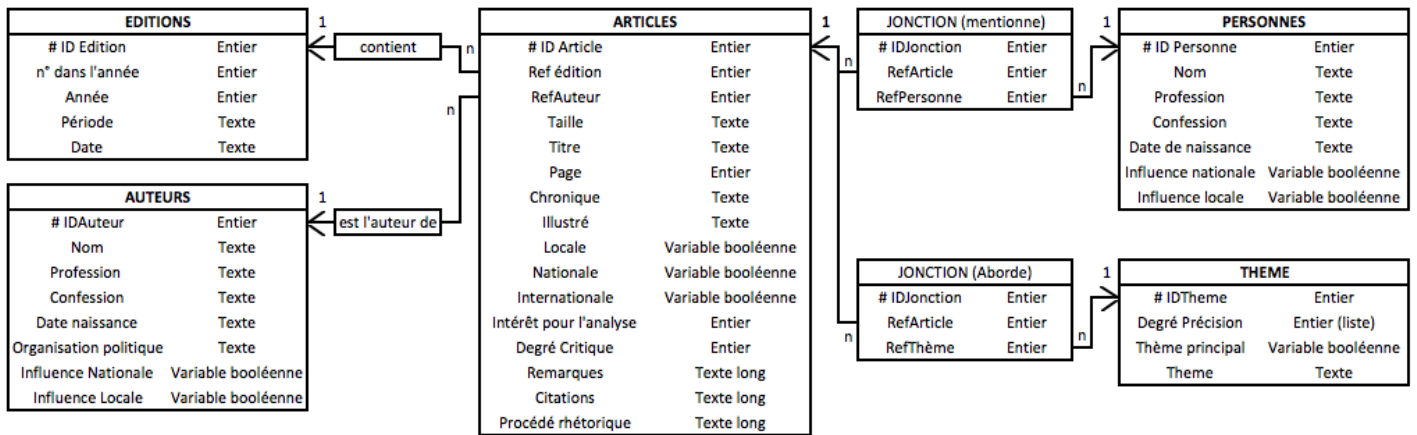 EDITIONS
# ID Edition Entier
n° dans l'année Entier
Année Entier
Période Texte
Date Texte
1
contient
n
AUTEURS
# IDAuteur Entier
Nom Texte
Profession Texte
Confession Texte
Date naissance Texte
Organisation politique Texte
Influence Nationale Variable booléenne
Influence Locale Variable booléenne
1
est l'auteur de
n
ARTICLES
# ID Article Entier
Ref édition Entier
RefAuteur Entier
Taille Texte
Titre Texte
Page Entier
Chronique Texte
Illustré Texte
Locale Variable booléenne
Nationale Variable booléenne
Internationale Variable booléenne
Intérêt pour l'analyse Entier
Degré Critique Entier
Remarques Texte long
Citations Texte long
Procédé rhétorique Texte long
1
n
JONCTION (mentionne)
# IDJonction Entier
RefArticle Entier
RefPersonne Entier
n
1
PERSONNES
# ID Personne Entier
Nom Texte
Profession Texte
Confession Texte
Date de naissance Texte
Influence nationale Variable booléenne
Influence locale Variable booléenne
n
JONCTION (Aborde)
# IDJonction Entier
RefArticle Entier
RefThème Entier
n
1
THEME
# IDTheme Entier
Degré Précision Entier (liste)
Thème principal Variable booléenne
Theme Texte